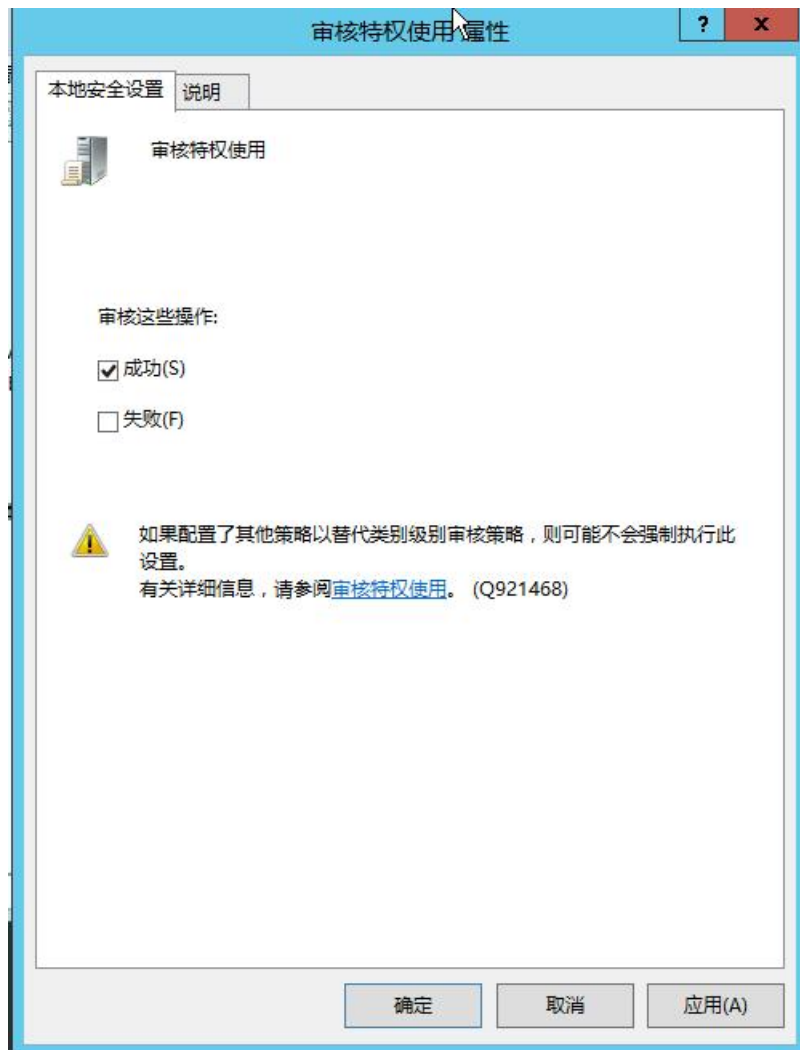 审核特权使用 属性
?
x
本地安全设置
说明
审核特权使用
审核这些操作:
成功(S)
失败(F)
如果配置了其他策略以替代类别级别审核策略，则可能不会强制执行此
设置。
有关详细信息，请参阅审核特权使用。 (Q921468)
确定
取消
应用(A)